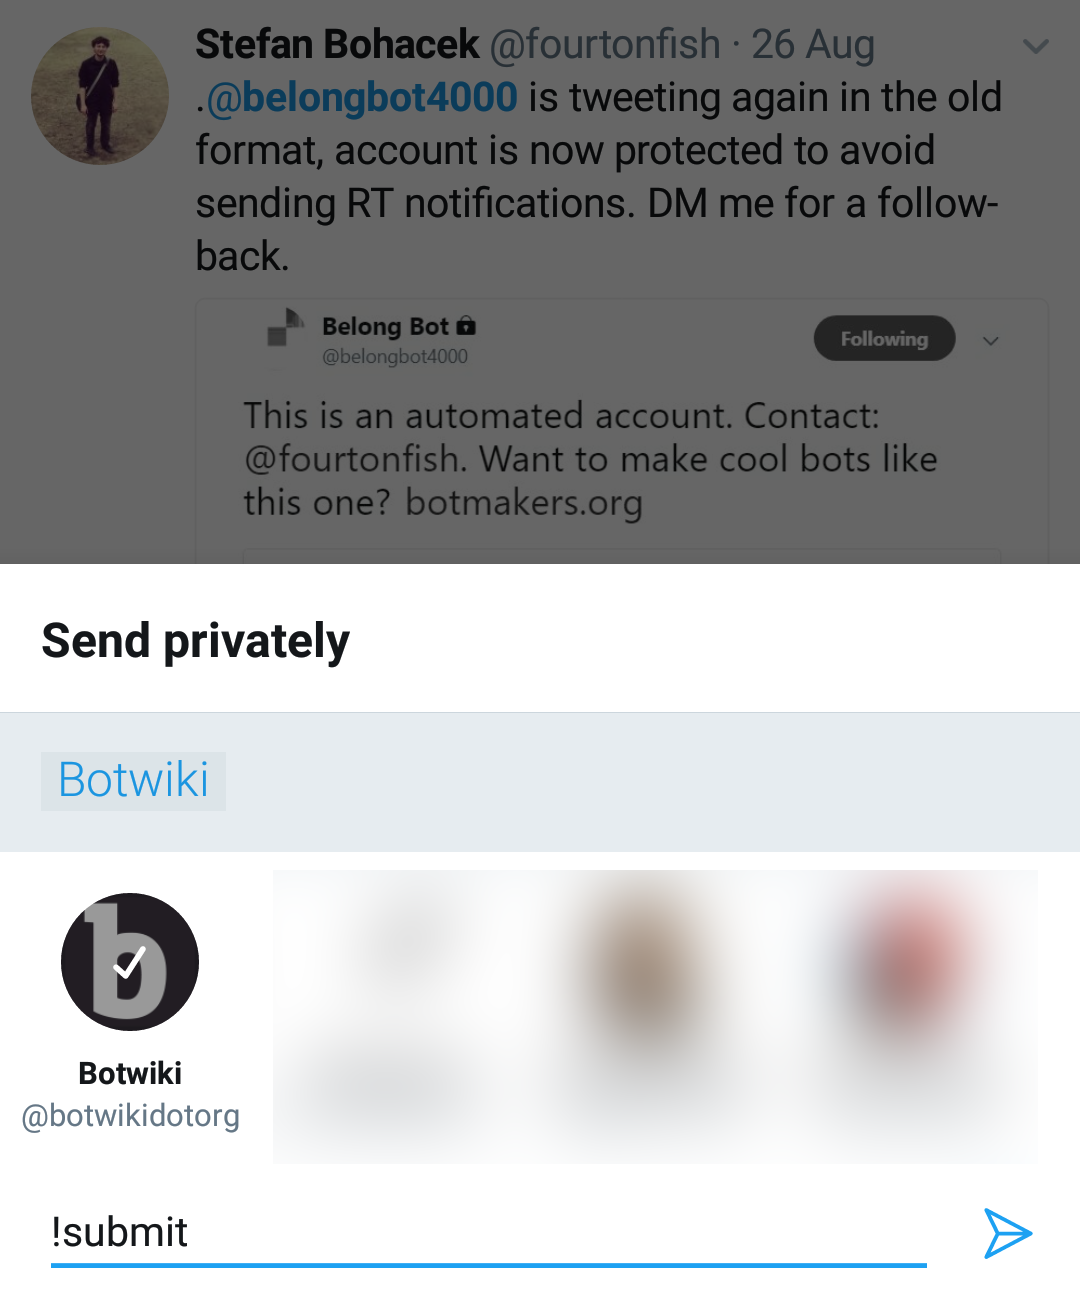 Stefan Bohacek @fourtonfish · 26 Aug
.@belongbot4000 is tweeting again in the old
format, account is now protected to avoid
sending RT notifications. DM me for a follow-
back.
Belong Bot
@belongbot4000
Following
This is an automated account. Contact:
@fourtonfish. Want to make cool bots like
this one? botmakers.org
Send privately
Botwiki
b
Botwiki
@botwikidotorg
!submit